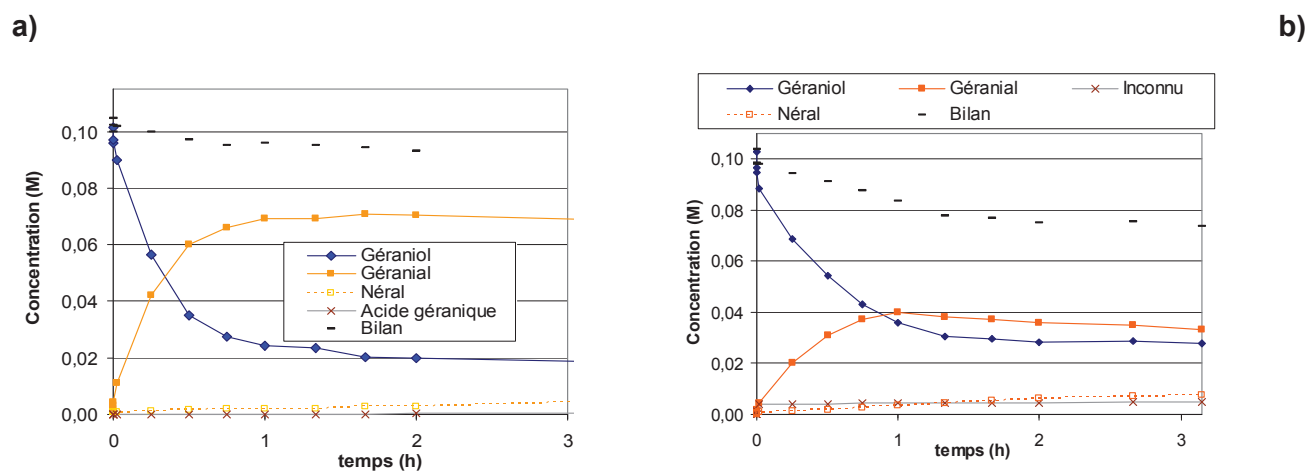 a)
b)
Concentration (M)
0,10
0,08
0,06
0,04
0,02
0,00
0 1 2 3
temps (h)
Géraniol
Géranial
Néral
Acide géranique
Bilan
Géraniol Géranial Inconnu
Néral Bilan
Concentration (M)
0,10
0,08
0,06
0,04
0,02
0,00
0 1 2 3
temps (h)